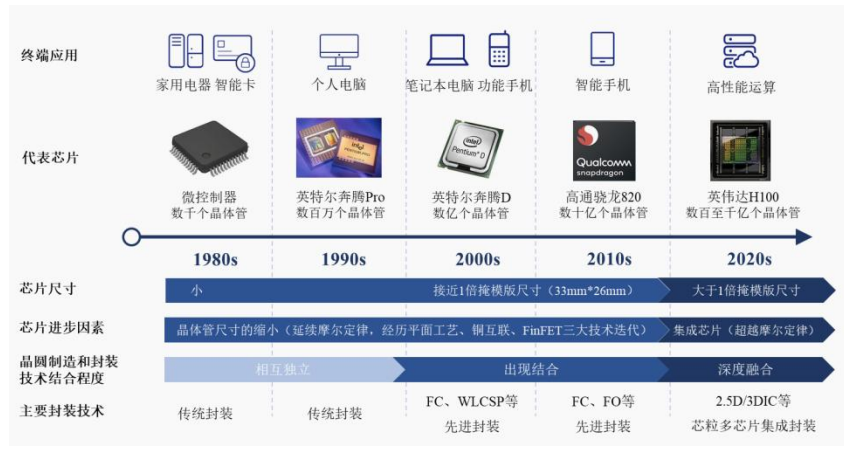 终端应用
家用电器 智能卡
个人电脑
笔记本电脑 功能手机
智能手机
高性能运算
代表芯片
intel
Pentium® D
Qualcomm
snapdragon
微控制器
数千个晶体管
英特尔奔腾Pro
数百万个晶体管
英特尔奔腾D
数亿个晶体管
高通骁龙820
数十亿个晶体管
英伟达H100
数百至千亿个晶体管
1980s
1990s
2000s
2010s
2020s
芯片尺寸
小
接近1倍掩模版尺寸（33mm*26mm）
大于1倍掩模版尺寸
芯片进步因素
晶体管尺寸的缩小（延续摩尔定律，经历平面工艺、铜互联、FinFET三大技术迭代）
集成芯片（超越摩尔定律）
晶圆制造和封装
技术结合程度
相互独立
出现结合
深度融合
主要封装技术
传统封装
传统封装
FC、WLCSP等
先进封装
FC、FO等
先进封装
2.5D/3DIC等
芯粒多芯片集成封装